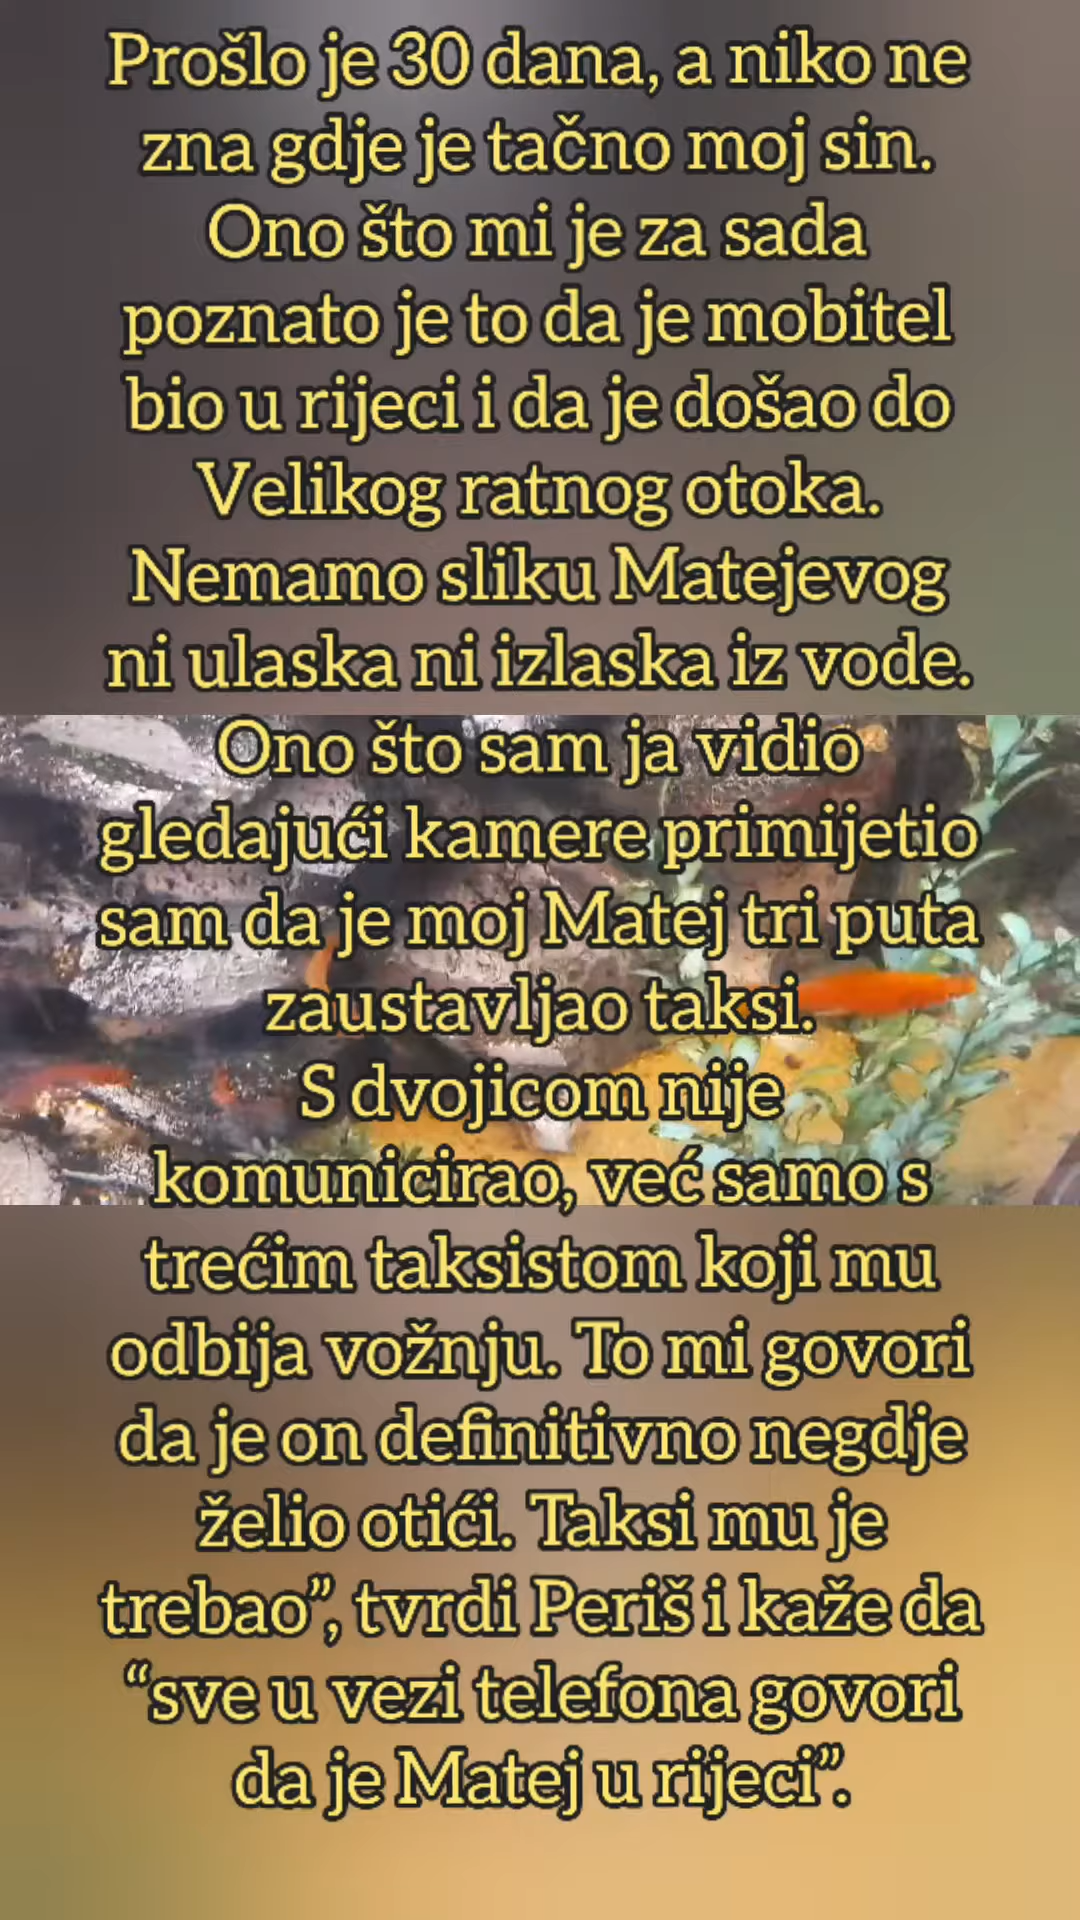 Prošlo je 30 dana, a niko ne
zna gdje je tačno moj sin.
Ono što mi je za sada
poznato je to da je mobitel
bio u rijeci i da je došao do
Velikog ratnog otoka.
Nemamo sliku Matejevog
ni ulaska ni izlaska iz vode.
Ono što sam ja vidio
gledajući kamere primijetio
sam da je moj Matej tri puta
zaustavljao taksi.
S dvojicom nije
komunicirao, već samo s
trećim taksistom koji mu
odbija vožnju. To mi govori
da je on definitivno negdje
želio otići. Taksi mu je
trebao”, tvrdi Periš i kaže da
“sve u vezi telefona govori
da je Matej u rijeci”.